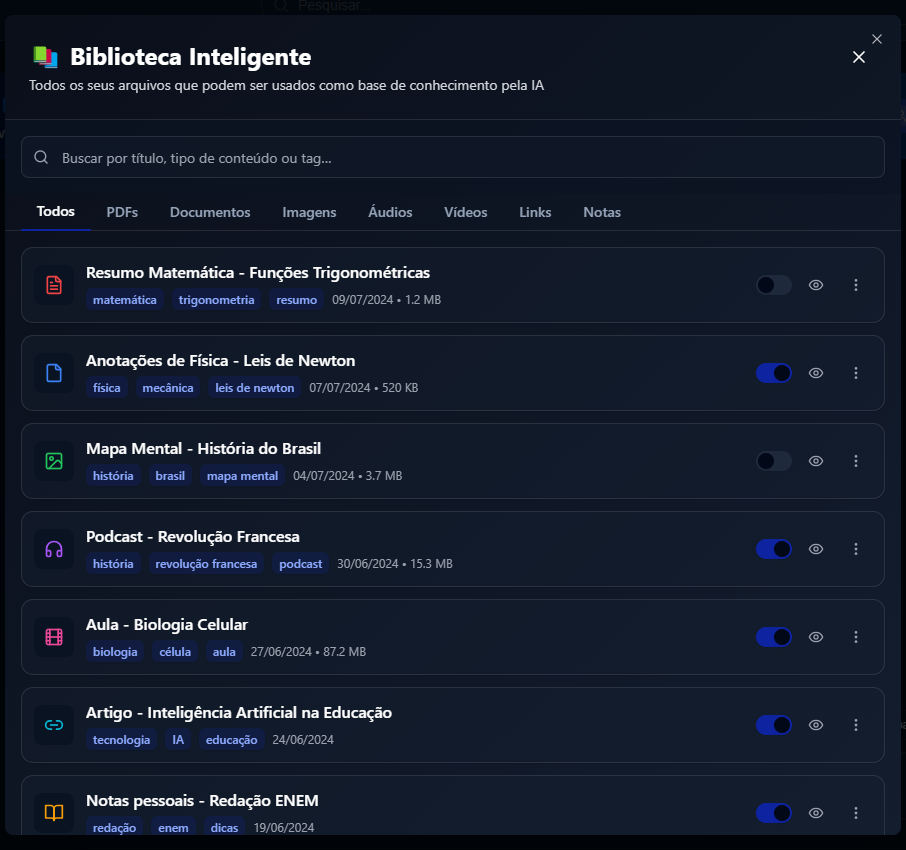 Pesquisar...
Biblioteca Inteligente
Todos os seus arquivos que podem ser usados como base de conhecimento pela IA
Buscar por título, tipo de conteúdo ou tag...
Todos PDFs Documentos Imagens Áudios Vídeos Links Notas
Resumo Matemática - Funções Trigonométricas
matemática trigonometria resumo 09/07/2024 • 1.2 MB
Anotações de Física - Leis de Newton
física mecânica leis de newton 07/07/2024 • 520 KB
Mapa Mental - História do Brasil
história brasil mapa mental 04/07/2024 • 3.7 MB
Podcast - Revolução Francesa
história revolução francesa podcast 30/06/2024 • 15.3 MB
Aula - Biologia Celular
biologia célula aula 27/06/2024 • 87.2 MB
Artigo - Inteligência Artificial na Educação
tecnologia IA educação 24/06/2024
Notas pessoais - Redação ENEM
redação enem dicas 19/06/2024